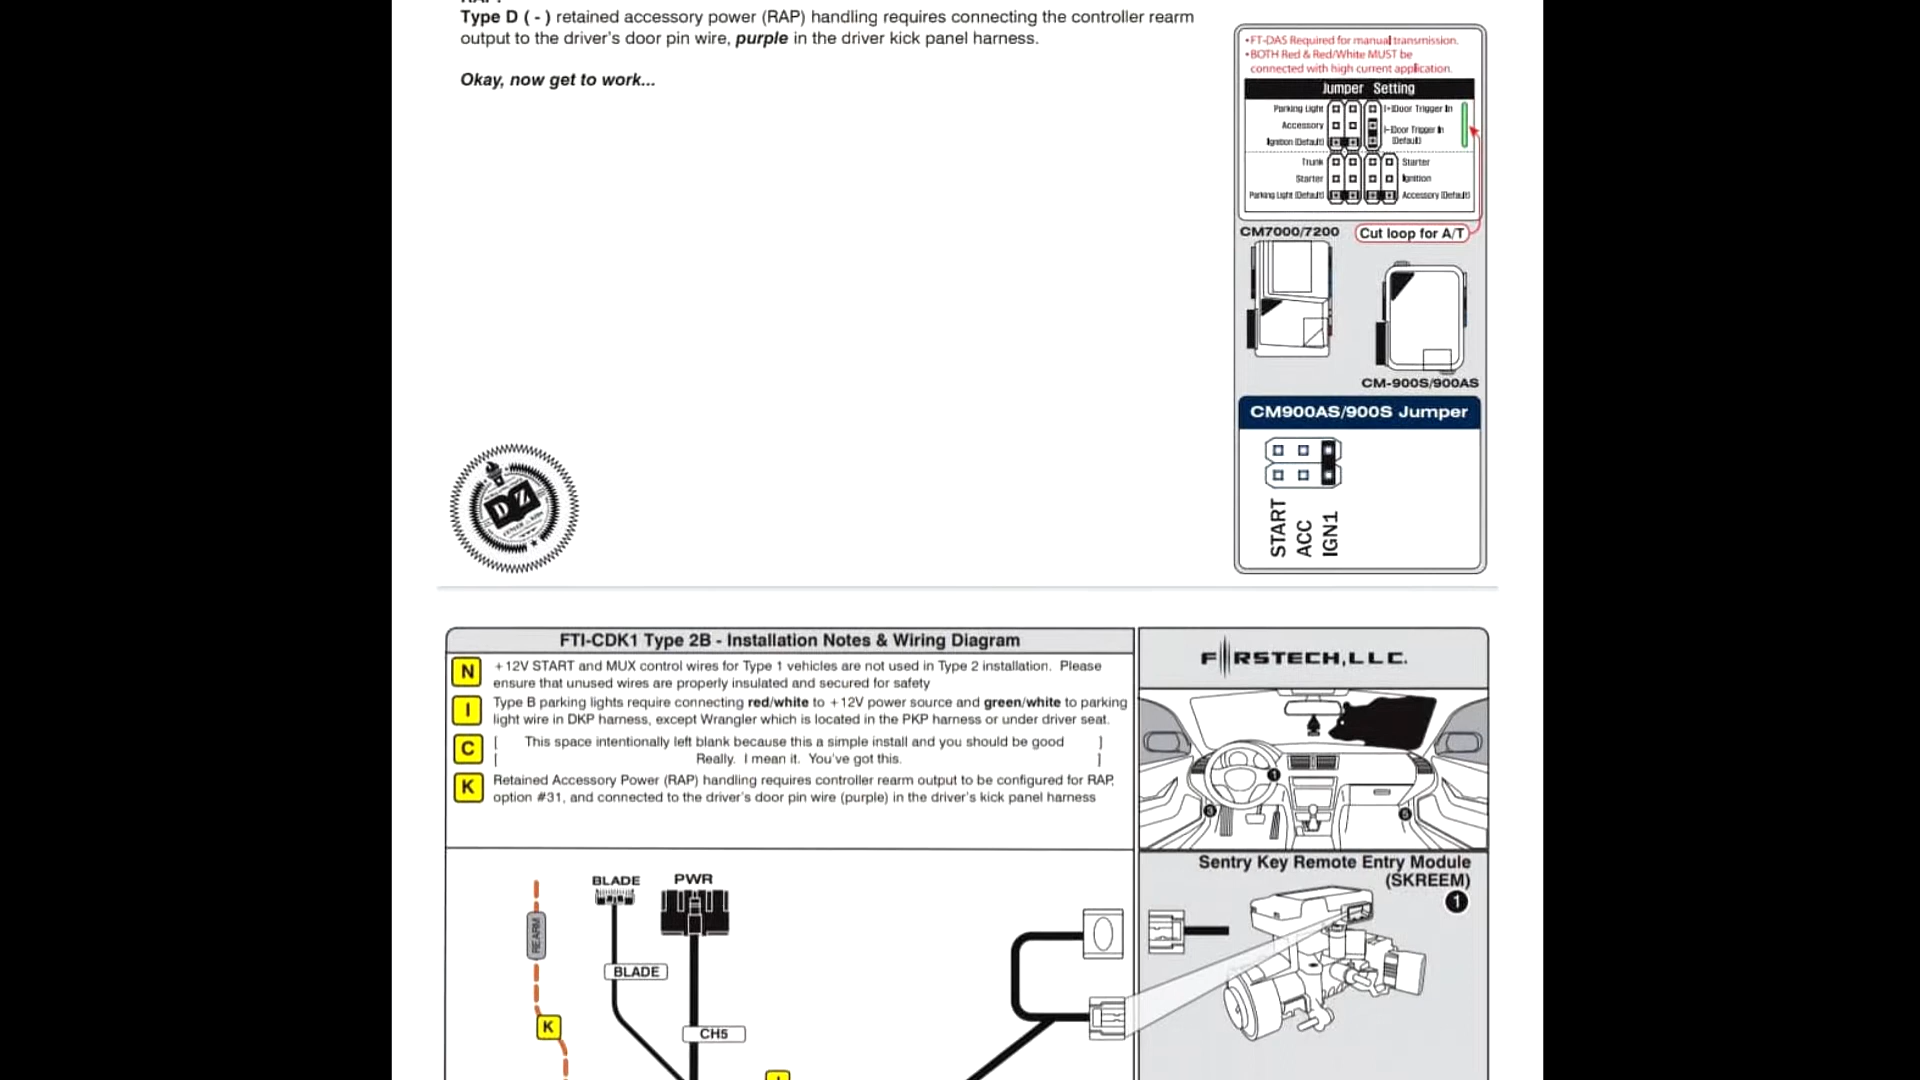 Type D ( - ) retained accessory power (RAP) handling requires connecting the controller rearm
output to the driver's door pin wire, purple in the driver kick panel harness.
Okay, now get to work...
•FT-DAS Required for manual transmission.
•BOTH Red & Red/White MUST be
connected with high current application.
Jumper Setting
Parking Light
(+)Door Trigger In
Accessory
(-)Door Trigger In
(Default)
Ignition (Default)
Trunk
Starter
Starter
Ignition
Parking Light (Default)
Accessory (Default)
CM7000/7200
Cut loop for A/T
CM-900S/900AS
CM900AS/900S Jumper
START
ACC
IGN1
DZ
FTI-CDK1 Type 2B - Installation Notes & Wiring Diagram
FIRSTECH, LLC.
N
+12V START and MUX control wires for Type 1 vehicles are not used in Type 2 installation. Please
ensure that unused wires are properly insulated and secured for safety
I
Type B parking lights require connecting red/white to +12V power source and green/white to parking
light wire in DKP harness, except Wrangler which is located in the PKP harness or under driver seat.
C
[ This space intentionally left blank because this a simple install and you should be good ]
[ Really. I mean it. You've got this. ]
K
Retained Accessory Power (RAP) handling requires controller rearm output to be configured for RAP,
option #31, and connected to the driver's door pin wire (purple) in the driver's kick panel harness
1
3
Sentry Key Remote Entry Module
(SKREEM)
1
BLADE
PWR
REARM
BLADE
K
CH5